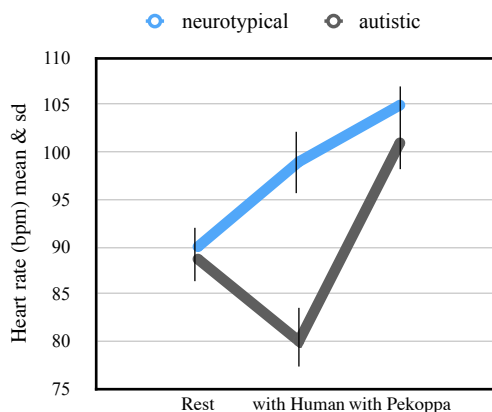 neurotypical autistic
Heart rate (bpm) mean & sd
110
105
100
95
90
85
80
75
Rest with Human with Pekoppa